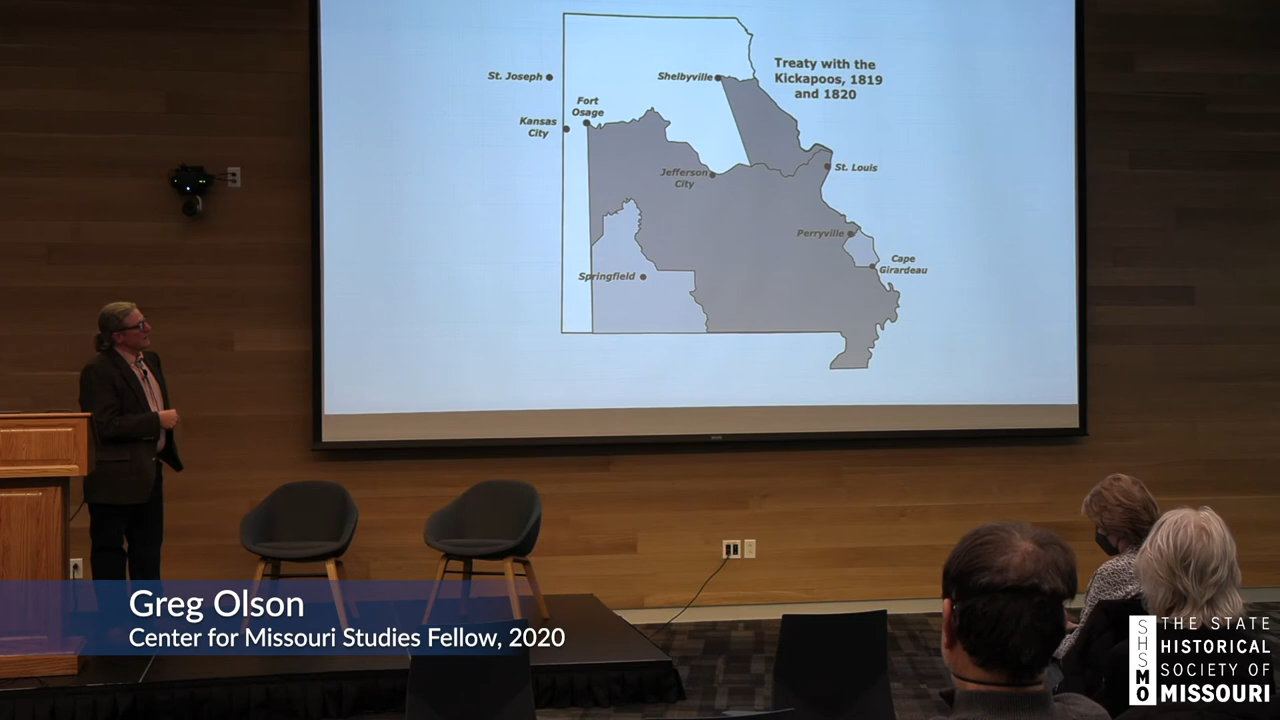 Treaty with the
Kickapoos, 1819
and 1820
St. Joseph
Shelbyville
Fort
Osage
Kansas
City
St. Louis
Jefferson
City
Perryville
Cape
Girardeau
Springfield
Greg Olson
Center for Missouri Studies Fellow, 2020
SHSMO
THE STATE
HISTORICAL
SOCIETY OF
MISSOURI